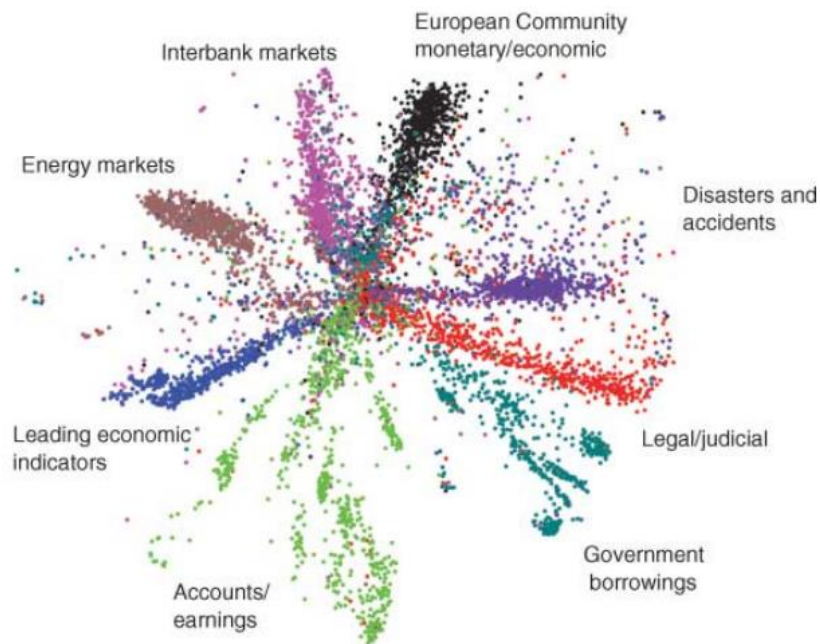 European Community
monetary/economic
Interbank markets
Energy markets
Disasters and
accidents
Leading economic
indicators
Legal/judicial
Government
borrowings
Accounts/
earnings